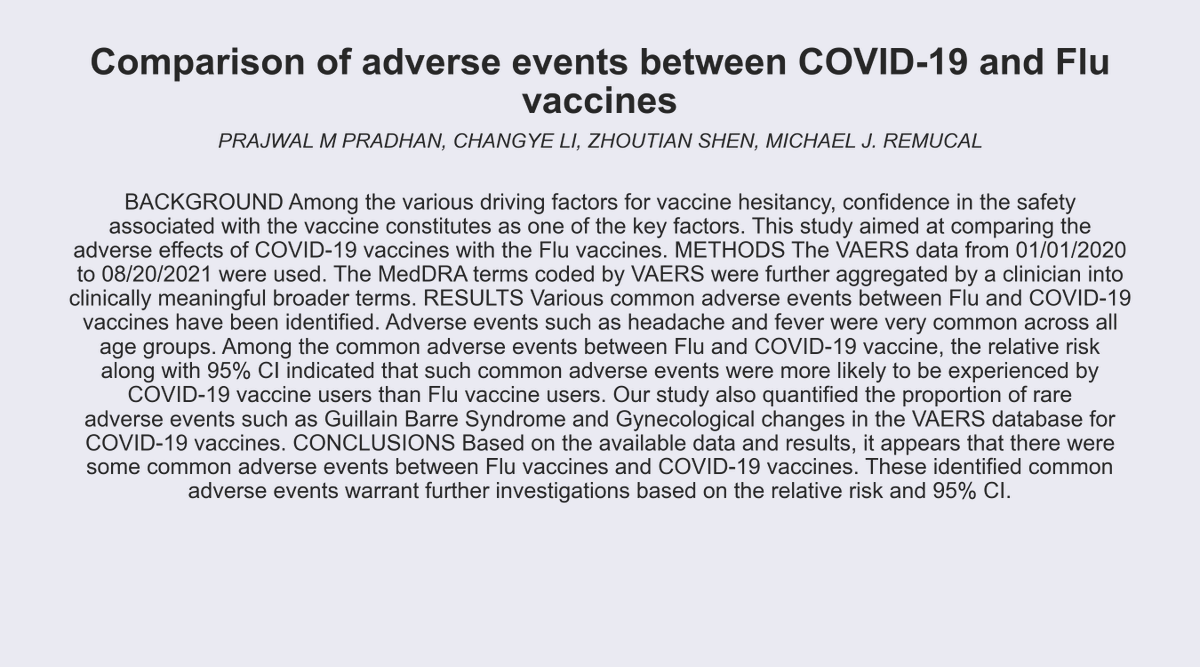 Comparison of adverse events between COVID-19 and Flu
vaccines
PRAJWAL M PRADHAN, CHANGYE LI, ZHOUTIAN SHEN, MICHAEL J. REMUCAL
BACKGROUND Among the various driving factors for vaccine hesitancy, confidence in the safety
associated with the vaccine constitutes as one of the key factors. This study aimed at comparing the
adverse effects of COVID-19 vaccines with the Flu vaccines. METHODS The VAERS data from 01/01/2020
to 08/20/2021 were used. The MedDRA terms coded by VAERS were further aggregated by a clinician into
clinically meaningful broader terms. RESULTS Various common adverse events between Flu and COVID-19
vaccines have been identified. Adverse events such as headache and fever were very common across all
age groups. Among the common adverse events between Flu and COVID-19 vaccine, the relative risk
along with 95% CI indicated that such common adverse events were more likely to be experienced by
COVID-19 vaccine users than Flu vaccine users. Our study also quantified the proportion of rare
adverse events such as Guillain Barre Syndrome and Gynecological changes in the VAERS database for
COVID-19 vaccines. CONCLUSIONS Based on the available data and results, it appears that there were
some common adverse events between Flu vaccines and COVID-19 vaccines. These identified common
adverse events warrant further investigations based on the relative risk and 95% CI.